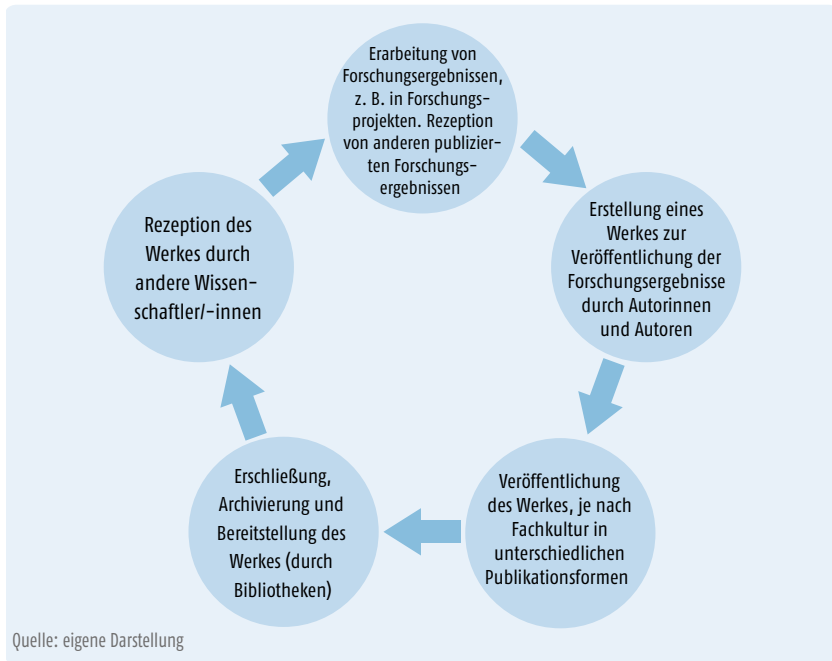 Erarbeitung von
Forschungsergebnissen,
z. B. in Forschungs-
projekten. Rezeption
von anderen publizier-
ten Forschungs-
ergebnissen
Erstellung eines
Werkes zur
Veröffentlichung der
Forschungsergebnisse
durch Autorinnen
und Autoren
Veröffentlichung
des Werkes, je nach
Fachkultur in
unterschiedlichen
Publikationsformen
Erschließung,
Archivierung und
Bereitstellung des
Werkes (durch
Bibliotheken)
Rezeption des
Werkes durch
andere Wissen-
schaftler/-innen
Quelle: eigene Darstellung